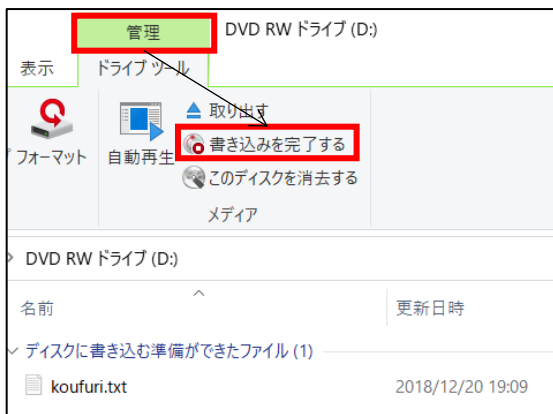 管理
DVD RW ドライブ (D:)
表示
ドライブ ツール
取り出す
書き込みを完了する
フォーマット
自動再生
このディスクを消去する
メディア
DVD RW ドライブ (D:)
名前
更新日時
ディスクに書き込む準備ができたファイル (1)
koufuri.txt
2018/12/20 19:09